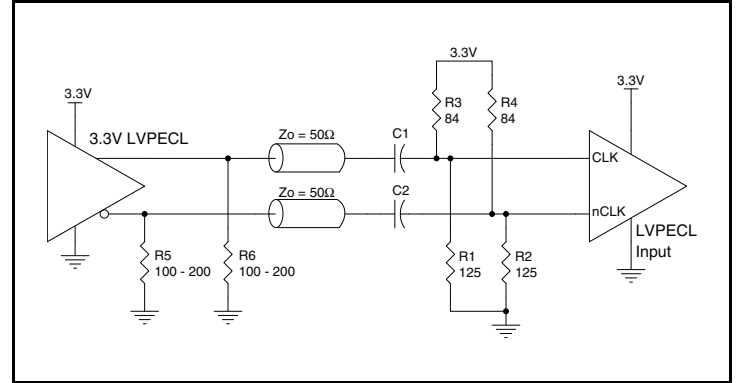 3.3V
3.3V LVPECL
R5
100 - 200
R6
100 - 200
Zo = 50Ω
Zo = 50Ω
C1
C2
3.3V
R3
84
R4
84
R1
125
R2
125
3.3V
CLK
nCLK
LVPECL
Input